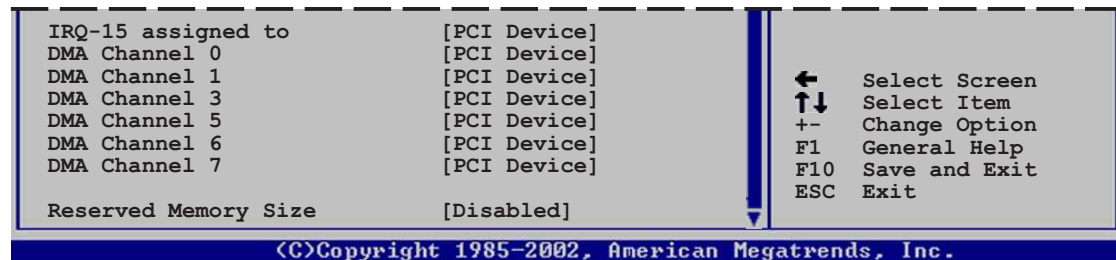 IRQ-15 assigned to [PCI Device]
DMA Channel 0 [PCI Device]
DMA Channel 1 [PCI Device]
DMA Channel 3 [PCI Device]
DMA Channel 5 [PCI Device]
DMA Channel 6 [PCI Device]
DMA Channel 7 [PCI Device]
Reserved Memory Size [Disabled]
← Select Screen
↑↓ Select Item
+- Change Option
F1 General Help
F10 Save and Exit
ESC Exit
(C)Copyright 1985-2002, American Megatrends, Inc.